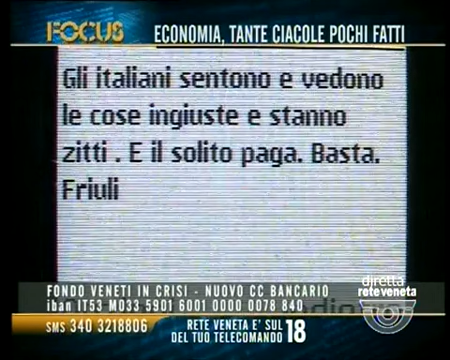 FOCUS
ECONOMIA, TANTE CIACOLE POCHI FATTI
Gli italiani sentono e vedono
le cose ingiuste e stanno
zitti . E il solito paga. Basta.
Friuli
diretta
reteveneta
FONDO VENETI IN CRISI - NUOVO CC BANCARIO
iban IT53 M033 5901 6001 0000 0078 840
SMS 340 3218806
RETE VENETA E' SUL
DEL TUO TELECOMANDO 18